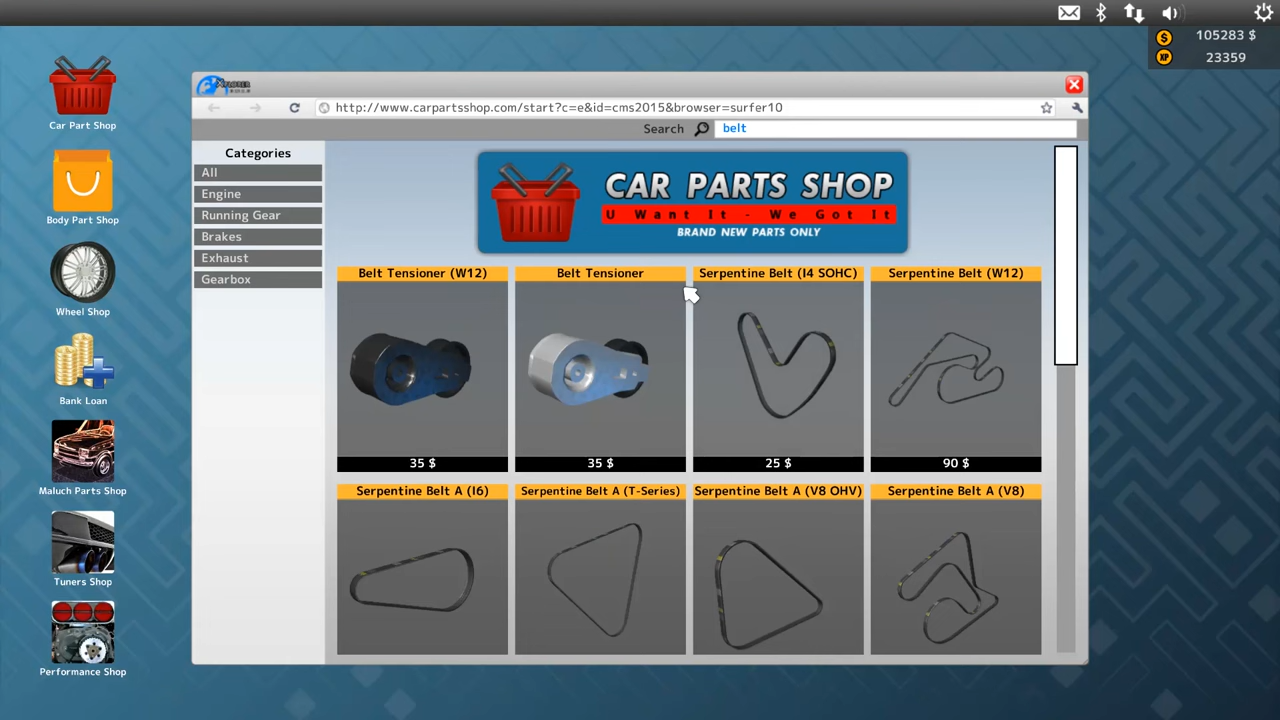 105283 $
23359
Car Part Shop
Body Part Shop
Wheel Shop
Bank Loan
Maluch Parts Shop
Tuners Shop
Performance Shop
XPLORER
http://www.carpartsshop.com/start?c=e&id=cms2015&browser=surfer10
Search belt
Categories
All
Engine
Running Gear
Brakes
Exhaust
Gearbox
CAR PARTS SHOP
U Want It - We Got It
BRAND NEW PARTS ONLY
Belt Tensioner (W12) Belt Tensioner Serpentine Belt (I4 SOHC) Serpentine Belt (W12)
35 $ 35 $ 25 $ 90 $
Serpentine Belt A (I6) Serpentine Belt A (T-Series) Serpentine Belt A (V8 OHV) Serpentine Belt A (V8)